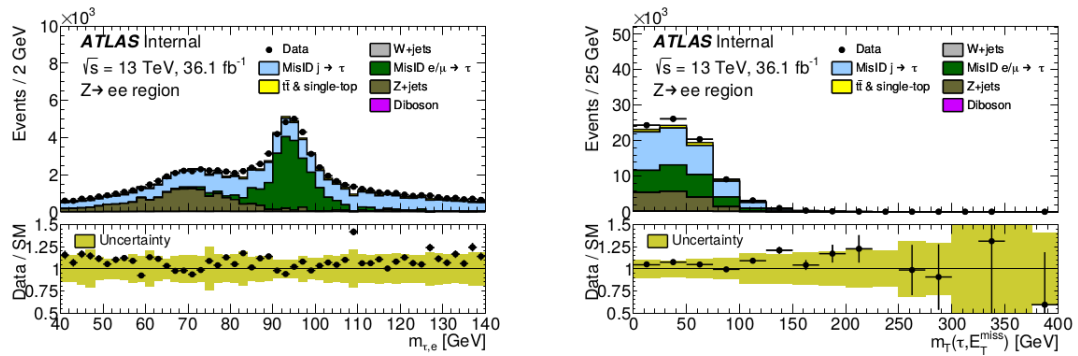 ×10³
ATLAS Internal
√s = 13 TeV, 36.1 fb⁻¹
Z→ ee region
Data
MisID j → τ
tt̄ & single-top
W+jets
MisID e/μ → τ
Z+jets
Diboson
Events / 2 GeV
10
8
6
4
2
0
Uncertainty
Data / SM
1.5
1.25
1
0.75
0.5
40 50 60 70 80 90 100 110 120 130 140
m_τ,e [GeV]
×10³
ATLAS Internal
√s = 13 TeV, 36.1 fb⁻¹
Z→ ee region
Data
MisID j → τ
tt̄ & single-top
W+jets
MisID e/μ → τ
Z+jets
Diboson
Events / 25 GeV
50
40
30
20
10
0
Uncertainty
Data / SM
1.5
1.25
1
0.75
0.5
0 50 100 150 200 250 300 350 400
m_T(τ,E_T^miss) [GeV]